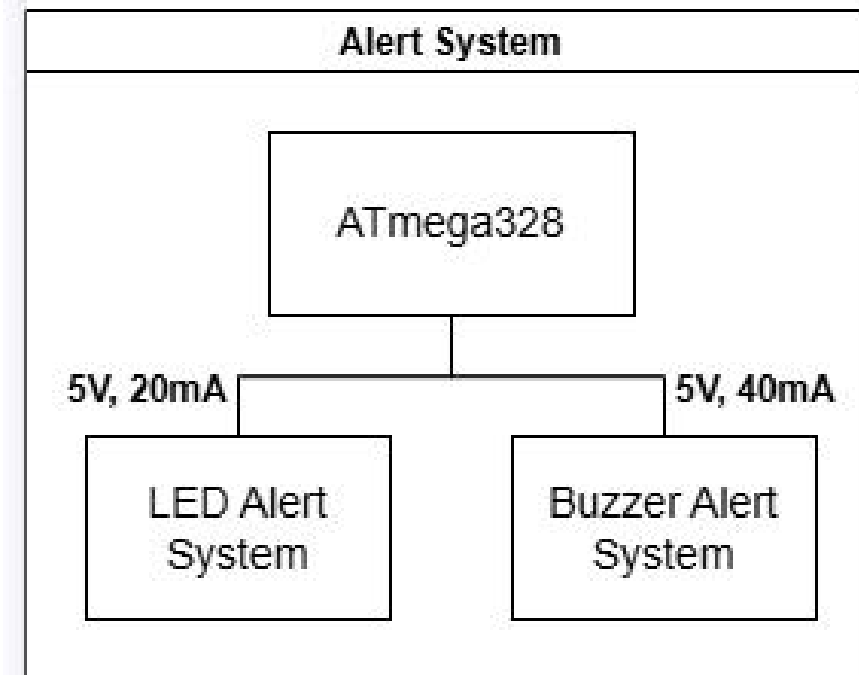 Alert System
ATmega328
5V, 20mA
5V, 40mA
LED Alert
System
Buzzer Alert
System